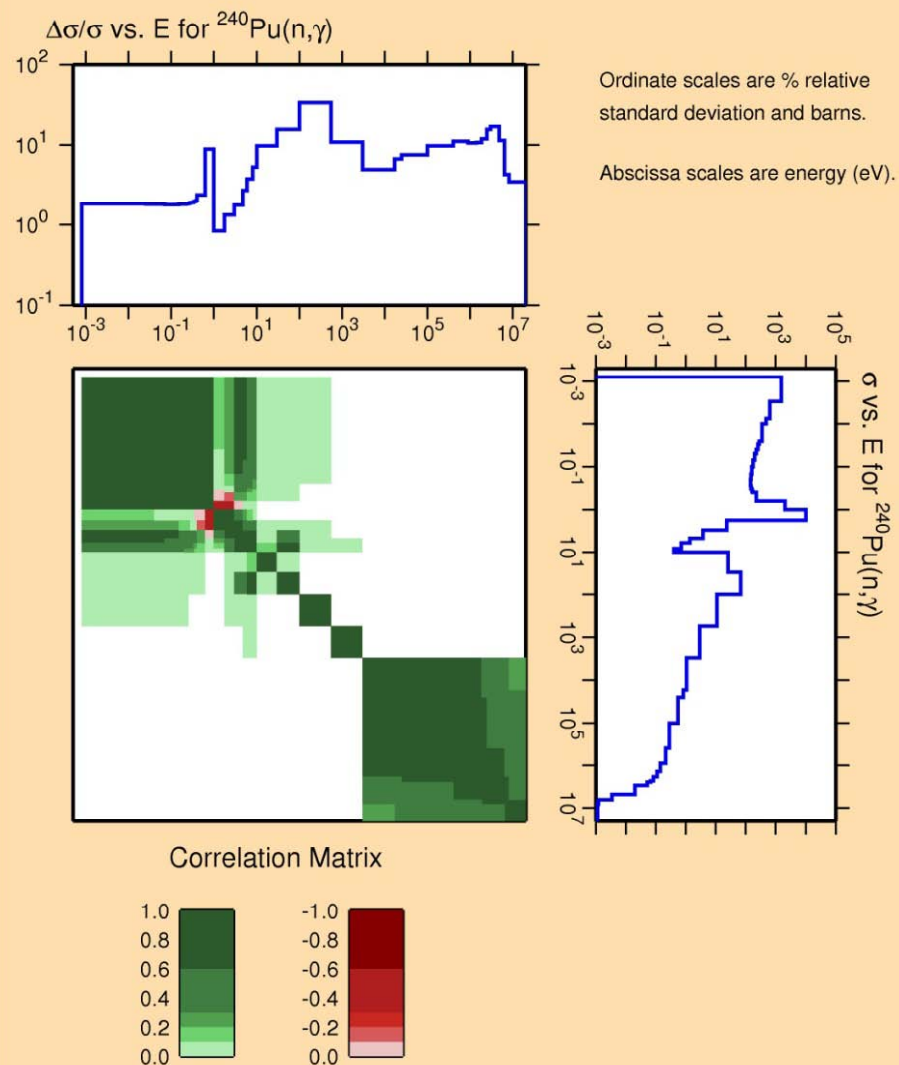 Δσ/σ vs. E for ²⁴⁰Pu(n,γ)
10²
10¹
10⁰
10⁻¹
10⁻³ 10⁻¹ 10¹ 10³ 10⁵ 10⁷
Ordinate scales are % relative
standard deviation and barns.
Abscissa scales are energy (eV).
10⁻³ 10⁻¹ 10¹ 10³ 10⁵
σ vs. E for ²⁴⁰Pu(n,γ)
10⁻³
10⁻¹
10¹
10³
10⁵
10⁷
Correlation Matrix
1.0
0.8
0.6
0.4
0.2
0.0
-1.0
-0.8
-0.6
-0.4
-0.2
0.0